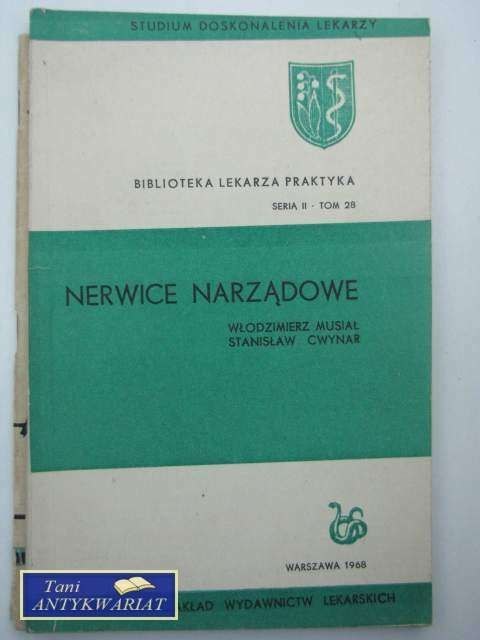 STUDIUM DOSKONALENIA LEKARZY
BIBLIOTEKA LEKARZA PRAKTYKA
SERIA II · TOM 28
NERWICE NARZĄDOWE
WŁODZIMIERZ MUSIAŁ
STANISŁAW CWYNAR
WARSZAWA 1968
AKŁAD WYDAWNICTW LEKARSKICH
Tani
ANTYKWARIAT